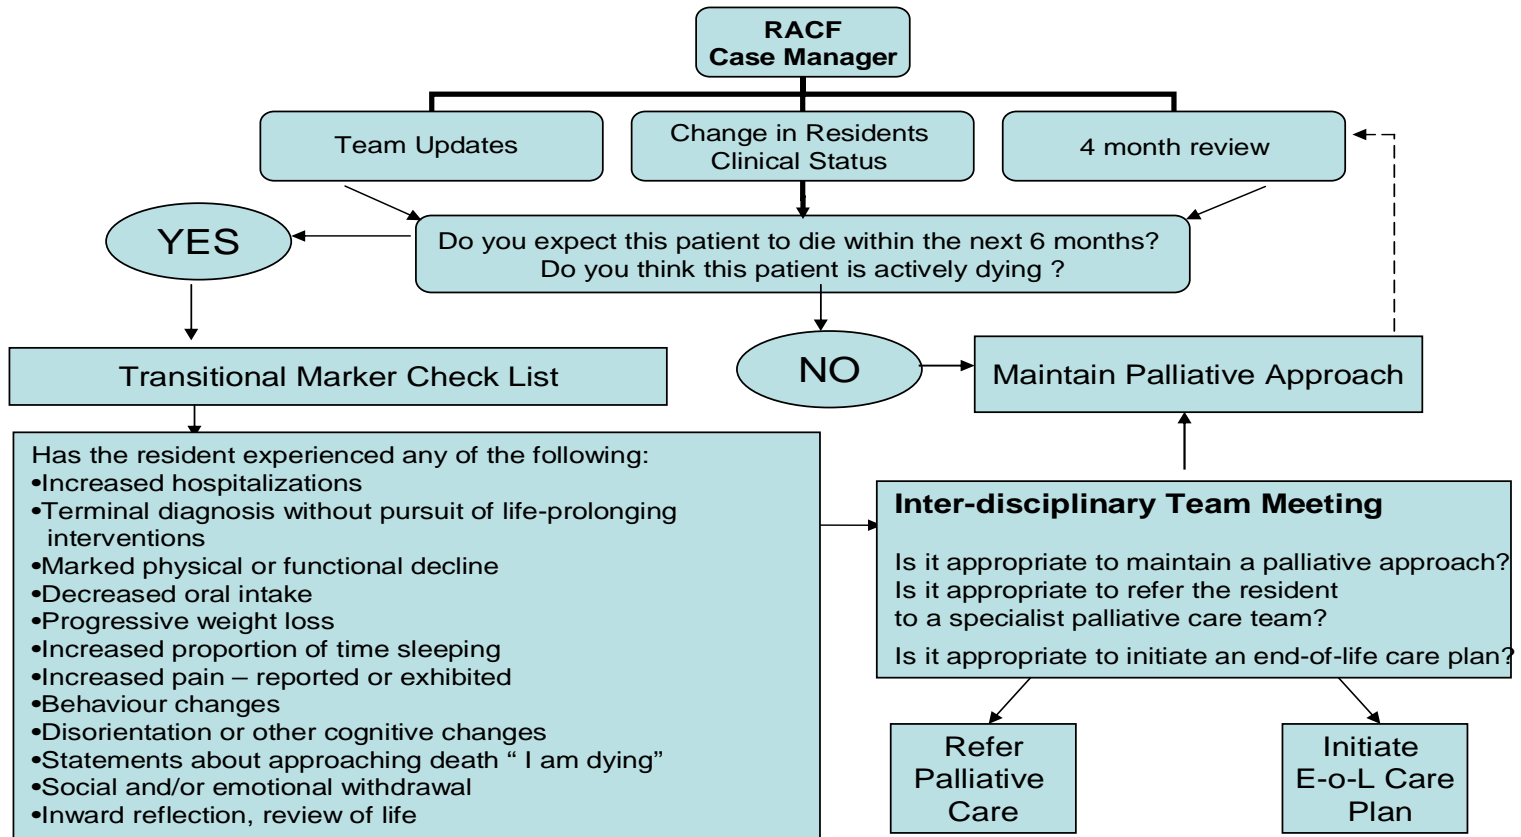 RACF
Case Manager
Team Updates
Change in Residents
Clinical Status
4 month review
Do you expect this patient to die within the next 6 months?
Do you think this patient is actively dying ?
YES
NO
Transitional Marker Check List
Maintain Palliative Approach
Has the resident experienced any of the following:
•Increased hospitalizations
•Terminal diagnosis without pursuit of life-prolonging
interventions
•Marked physical or functional decline
•Decreased oral intake
•Progressive weight loss
•Increased proportion of time sleeping
•Increased pain – reported or exhibited
•Behaviour changes
•Disorientation or other cognitive changes
•Statements about approaching death “ I am dying”
•Social and/or emotional withdrawal
•Inward reflection, review of life
Inter-disciplinary Team Meeting
Is it appropriate to maintain a palliative approach?
Is it appropriate to refer the resident
to a specialist palliative care team?
Is it appropriate to initiate an end-of-life care plan?
Refer
Palliative
Care
Initiate
E-o-L Care
Plan